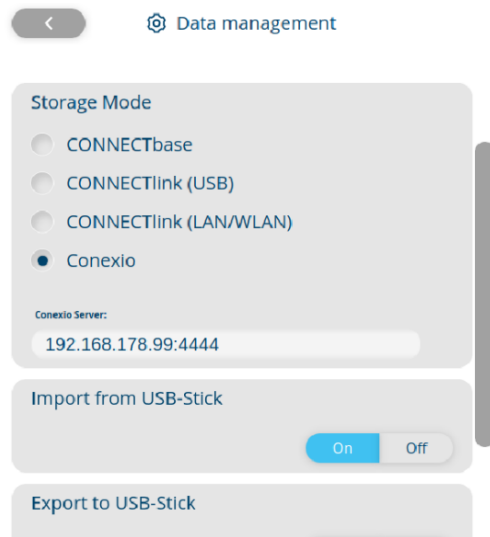 Data management
Storage Mode
CONNECTbase
CONNECTlink (USB)
CONNECTlink (LAN/WLAN)
Conexio
Conexio Server:
192.168.178.99:4444
Import from USB-Stick
On Off
Export to USB-Stick